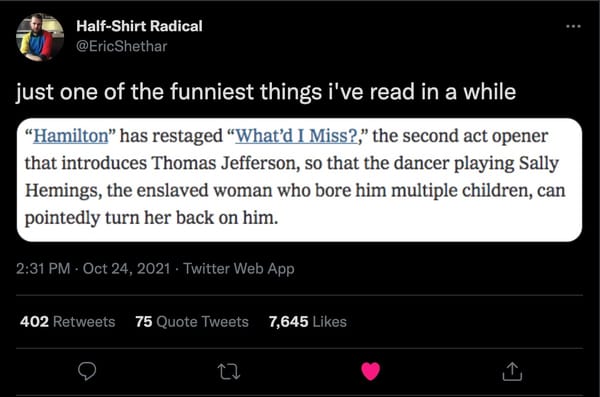 Half-Shirt Radical
@EricShethar
just one of the funniest things i've read in a while
“Hamilton” has restaged “What’d I Miss?,” the second act opener
that introduces Thomas Jefferson, so that the dancer playing Sally
Hemings, the enslaved woman who bore him multiple children, can
pointedly turn her back on him.
2:31 PM · Oct 24, 2021 · Twitter Web App
402 Retweets 75 Quote Tweets 7,645 Likes